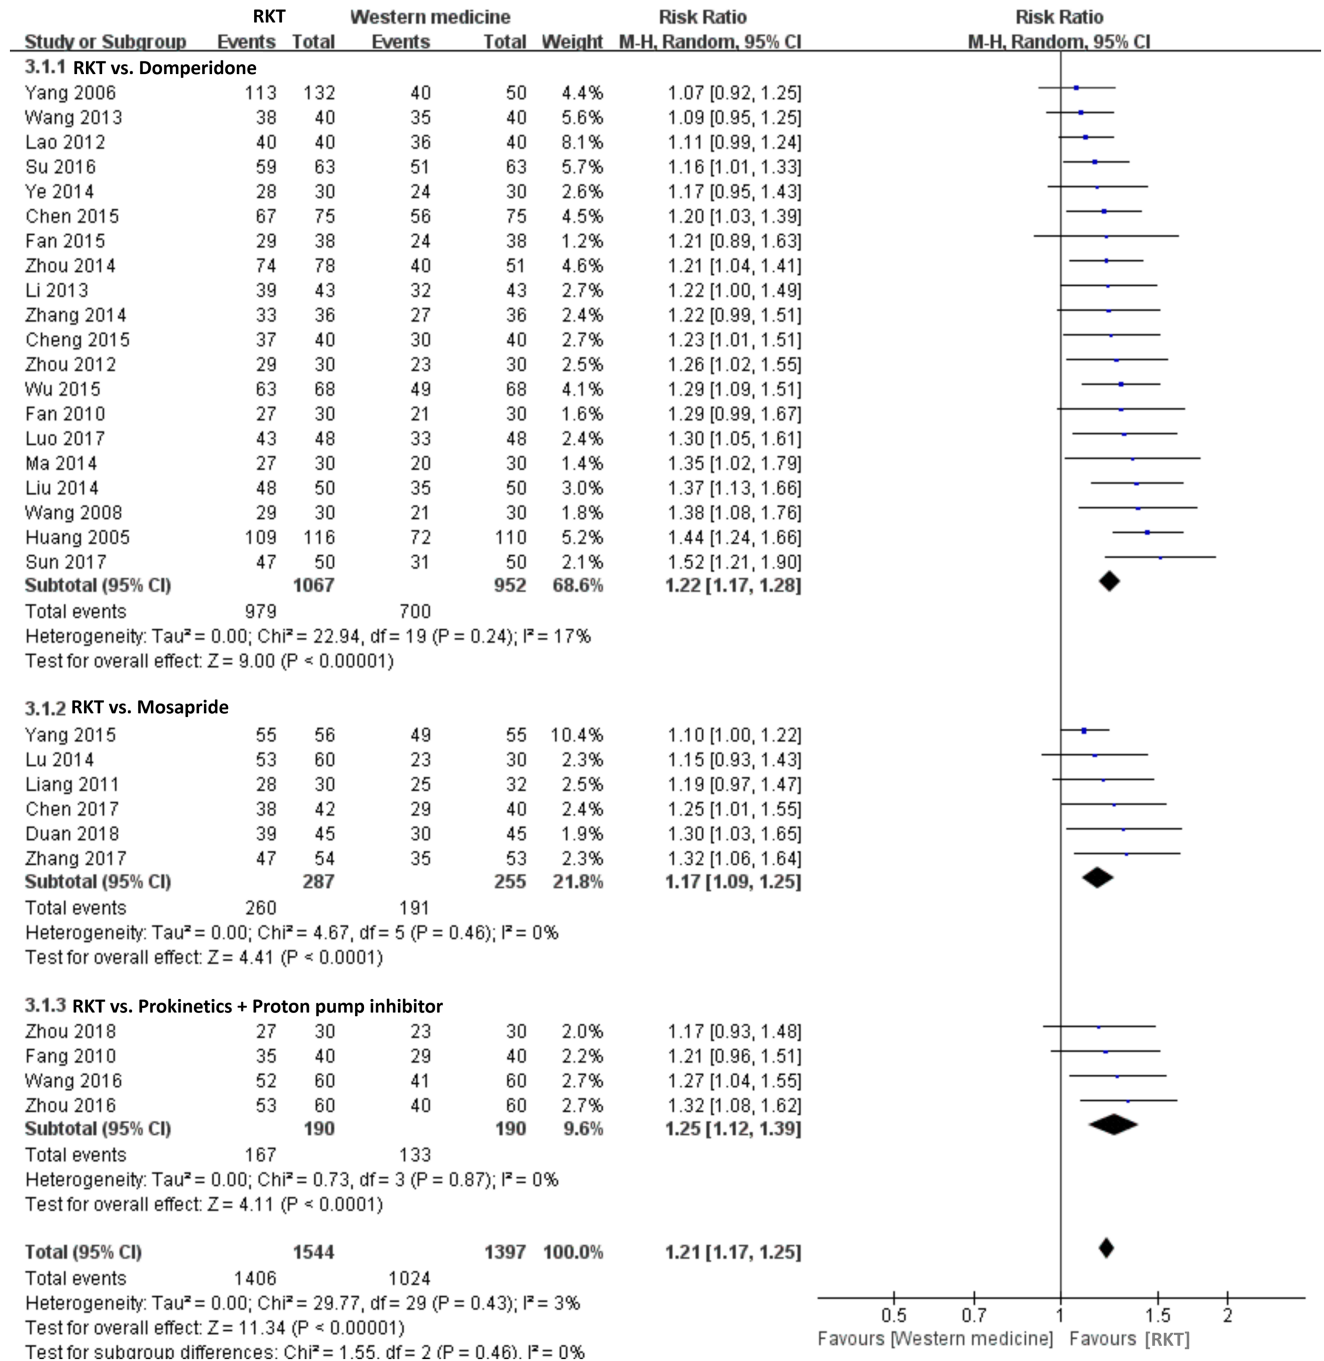 RKT Western medicine Risk Ratio Risk Ratio
Study or Subgroup Events Total Events Total Weight M-H, Random, 95% CI M-H, Random, 95% CI
3.1.1 RKT vs. Domperidone
Yang 2006 113 132 40 50 4.4% 1.07 [0.92, 1.25]
Wang 2013 38 40 35 40 5.6% 1.09 [0.95, 1.25]
Lao 2012 40 40 36 40 8.1% 1.11 [0.99, 1.24]
Su 2016 59 63 51 63 5.7% 1.16 [1.01, 1.33]
Ye 2014 28 30 24 30 2.6% 1.17 [0.95, 1.43]
Chen 2015 67 75 56 75 4.5% 1.20 [1.03, 1.39]
Fan 2015 29 38 24 38 1.2% 1.21 [0.89, 1.63]
Zhou 2014 74 78 40 51 4.6% 1.21 [1.04, 1.41]
Li 2013 39 43 32 43 2.7% 1.22 [1.00, 1.49]
Zhang 2014 33 36 27 36 2.4% 1.22 [0.99, 1.51]
Cheng 2015 37 40 30 40 2.7% 1.23 [1.01, 1.51]
Zhou 2012 29 30 23 30 2.5% 1.26 [1.02, 1.55]
Wu 2015 63 68 49 68 4.1% 1.29 [1.09, 1.51]
Fan 2010 27 30 21 30 1.6% 1.29 [0.99, 1.67]
Luo 2017 43 48 33 48 2.4% 1.30 [1.05, 1.61]
Ma 2014 27 30 20 30 1.4% 1.35 [1.02, 1.79]
Liu 2014 48 50 35 50 3.0% 1.37 [1.13, 1.66]
Wang 2008 29 30 21 30 1.8% 1.38 [1.08, 1.76]
Huang 2005 109 116 72 110 5.2% 1.44 [1.24, 1.66]
Sun 2017 47 50 31 50 2.1% 1.52 [1.21, 1.90]
Subtotal (95% CI) 1067 952 68.6% 1.22 [1.17, 1.28]
Total events 979 700
Heterogeneity: Tau² = 0.00; Chi² = 22.94, df = 19 (P = 0.24); I² = 17%
Test for overall effect: Z = 9.00 (P < 0.00001)
3.1.2 RKT vs. Mosapride
Yang 2015 55 56 49 55 10.4% 1.10 [1.00, 1.22]
Lu 2014 53 60 23 30 2.3% 1.15 [0.93, 1.43]
Liang 2011 28 30 25 32 2.5% 1.19 [0.97, 1.47]
Chen 2017 38 42 29 40 2.4% 1.25 [1.01, 1.55]
Duan 2018 39 45 30 45 1.9% 1.30 [1.03, 1.65]
Zhang 2017 47 54 35 53 2.3% 1.32 [1.06, 1.64]
Subtotal (95% CI) 287 255 21.8% 1.17 [1.09, 1.25]
Total events 260 191
Heterogeneity: Tau² = 0.00; Chi² = 4.67, df = 5 (P = 0.46); I² = 0%
Test for overall effect: Z = 4.41 (P < 0.0001)
3.1.3 RKT vs. Prokinetics + Proton pump inhibitor
Zhou 2018 27 30 23 30 2.0% 1.17 [0.93, 1.48]
Fang 2010 35 40 29 40 2.2% 1.21 [0.96, 1.51]
Wang 2016 52 60 41 60 2.7% 1.27 [1.04, 1.55]
Zhou 2016 53 60 40 60 2.7% 1.32 [1.08, 1.62]
Subtotal (95% CI) 190 190 9.6% 1.25 [1.12, 1.39]
Total events 167 133
Heterogeneity: Tau² = 0.00; Chi² = 0.73, df = 3 (P = 0.87); I² = 0%
Test for overall effect: Z = 4.11 (P < 0.0001)
Total (95% CI) 1544 1397 100.0% 1.21 [1.17, 1.25]
Total events 1406 1024
Heterogeneity: Tau² = 0.00; Chi² = 29.77, df = 29 (P = 0.43); I² = 3%
Test for overall effect: Z = 11.34 (P < 0.00001)
Test for subgroup differences: Chi² = 1.55, df = 2 (P = 0.46), I² = 0%
0.5 0.7 1 1.5 2
Favours [Western medicine] Favours [RKT]